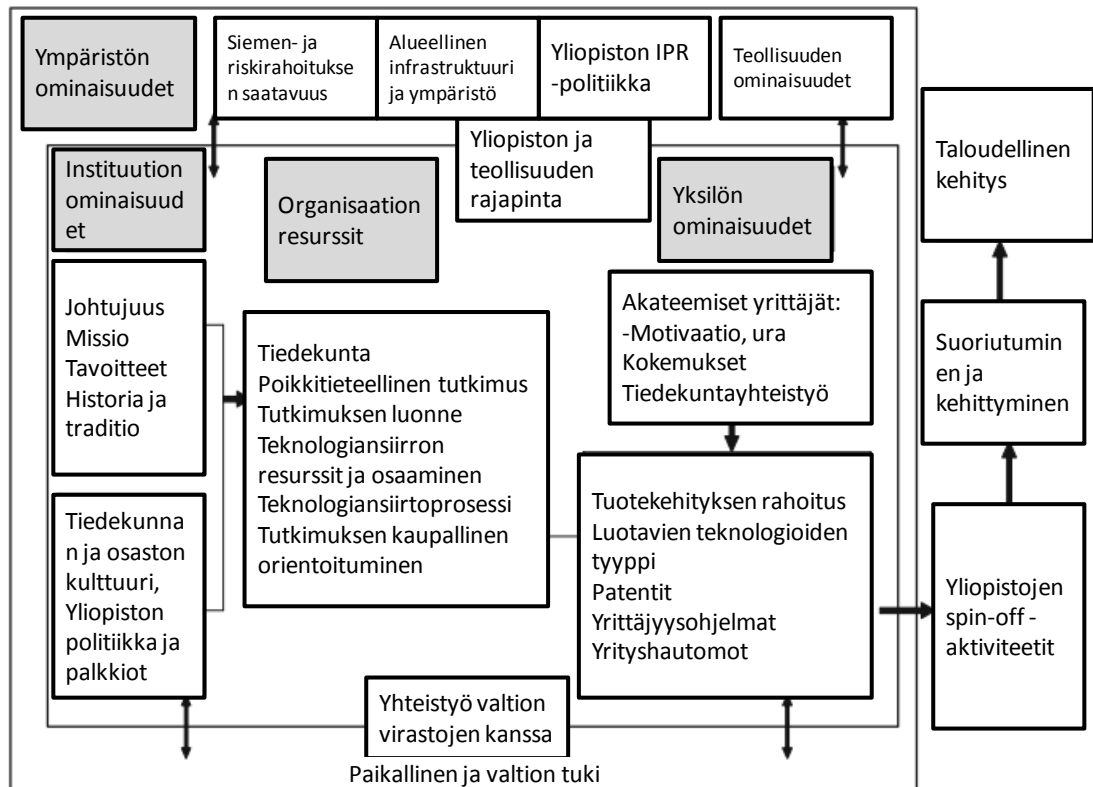 Ympäristön
ominaisuudet
Siemen- ja
riskirahoitukse
n saatavuus
Alueellinen
infrastruktuuri
ja ympäristö
Yliopiston IPR
-politiikka
Teollisuuden
ominaisuudet
Yliopiston ja
teollisuuden
rajapinta
Instituution
ominaisuud
et
Organisaation
resurssit
Yksilön
ominaisuudet
Johtujuus
Missio
Tavoitteet
Historia ja
traditio
Tiedekunna
n ja osaston
kulttuuri,
Yliopiston
politiikka ja
palkkiot
Tiedekunta
Poikkitieteellinen tutkimus
Tutkimuksen luonne
Teknologiansiirron
resurssit ja osaaminen
Teknologiansiirtoprosessi
Tutkimuksen kaupallinen
orientoituminen
Akateemiset yrittäjät:
-Motivaatio, ura
Kokemukset
Tiedekuntayhteistyö
Tuotekehityksen rahoitus
Luotavien teknologioiden
tyyppi
Patentit
Yrittäjyysohjelmat
Yrityshautomot
Yhteistyö valtion
virastojen kanssa
Paikallinen ja valtion tuki
Taloudellinen
kehitys
Suoriutumin
en ja
kehittyminen
Yliopistojen
spin-off -
aktiviteetit